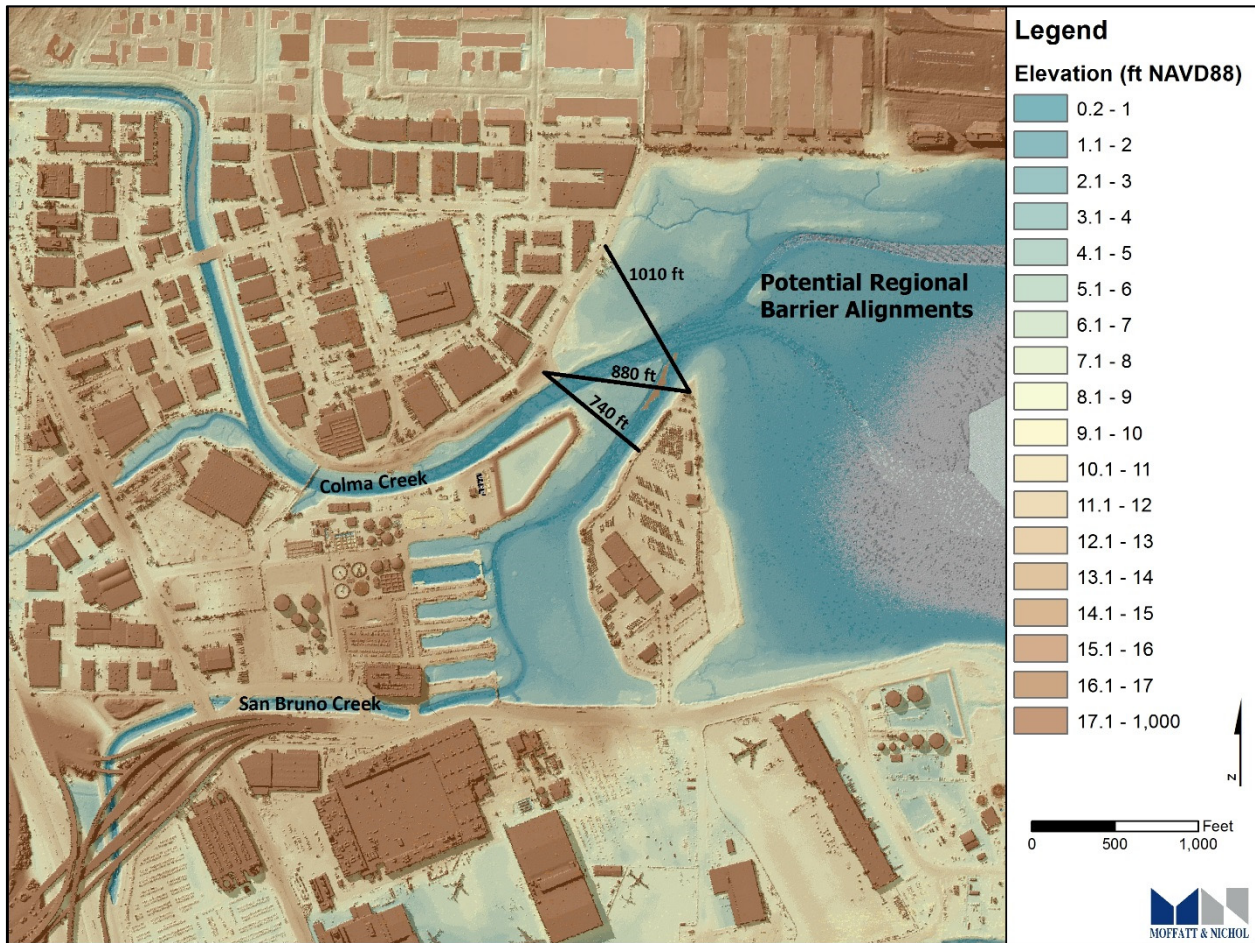 1010 ft
Potential Regional
Barrier Alignments
880 ft
740 ft
Colma Creek
San Bruno Creek
Legend
Elevation (ft NAVD88)
0.2 - 1
1.1 - 2
2.1 - 3
3.1 - 4
4.1 - 5
5.1 - 6
6.1 - 7
7.1 - 8
8.1 - 9
9.1 - 10
10.1 - 11
11.1 - 12
12.1 - 13
13.1 - 14
14.1 - 15
15.1 - 16
16.1 - 17
17.1 - 1,000
N
Feet
0 500 1,000
MOFFATT & NICHOL